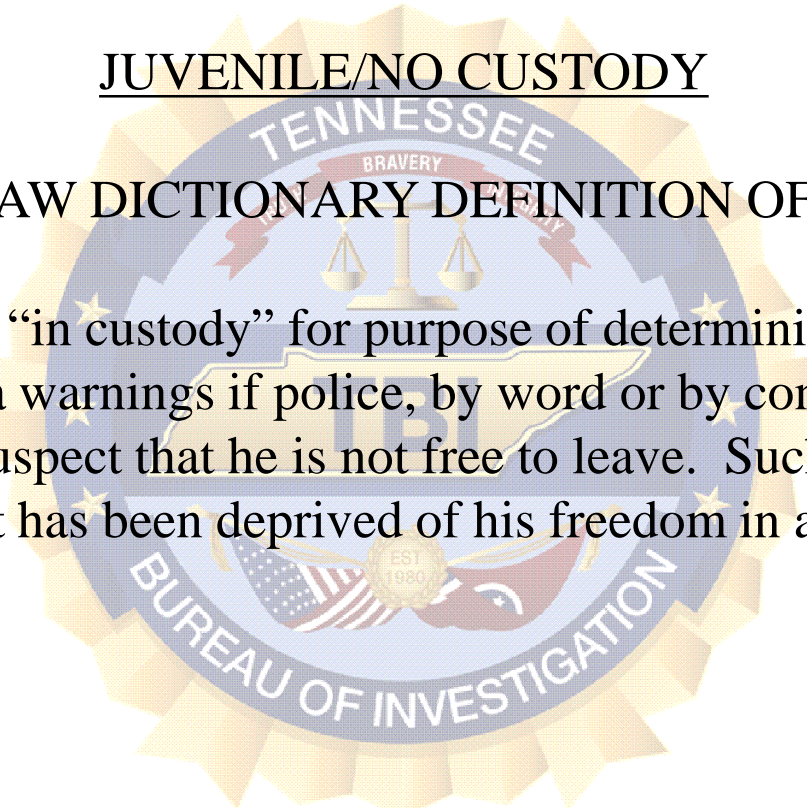 JUVENILE/NO CUSTODY
TENNESSEE
BRAVERY
INTEGRITY
AW DICTIONARY DEFINITION OF
“in custody” for purpose of determini
a warnings if police, by word or by con
uspect that he is not free to leave. Such
t has been deprived of his freedom in a
TBI
EST
1980
BUREAU OF INVESTIGATION